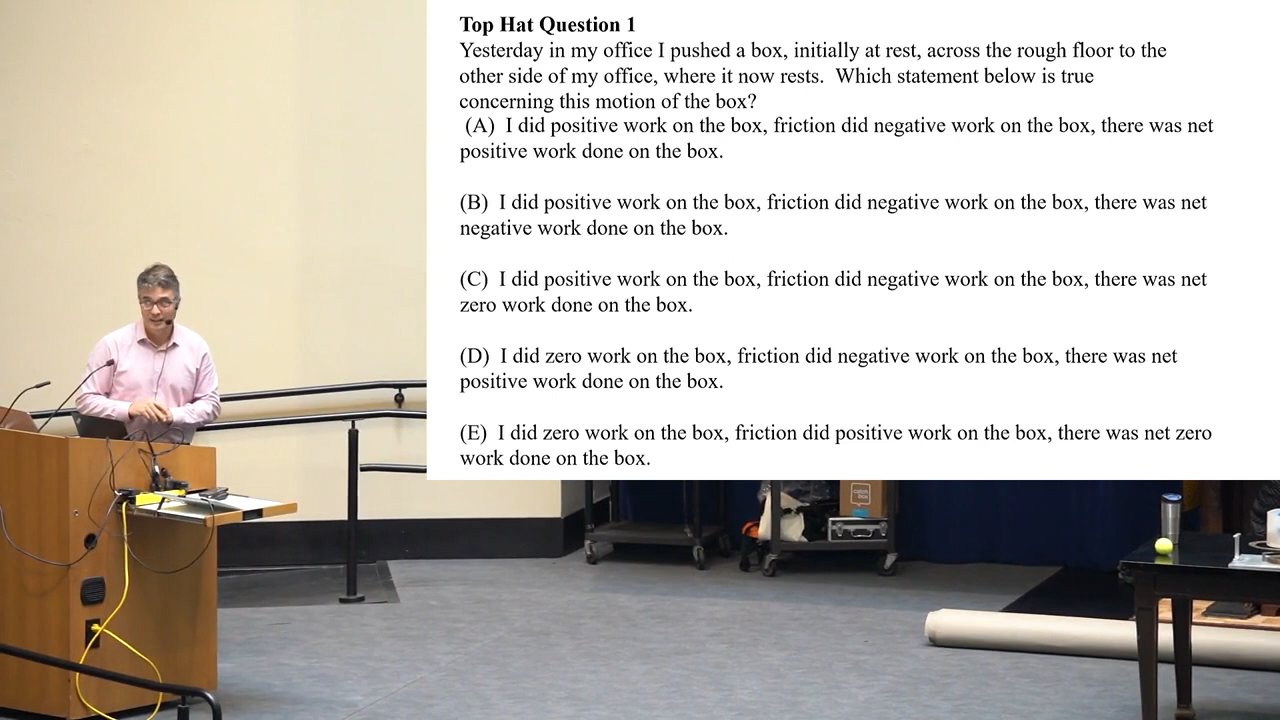 Top Hat Question 1
Yesterday in my office I pushed a box, initially at rest, across the rough floor to the
other side of my office, where it now rests.  Which statement below is true
concerning this motion of the box?
(A)  I did positive work on the box, friction did negative work on the box, there was net
positive work done on the box.
(B)  I did positive work on the box, friction did negative work on the box, there was net
negative work done on the box.
(C)  I did positive work on the box, friction did negative work on the box, there was net
zero work done on the box.
(D)  I did zero work on the box, friction did negative work on the box, there was net
positive work done on the box.
(E)  I did zero work on the box, friction did positive work on the box, there was net zero
work done on the box.